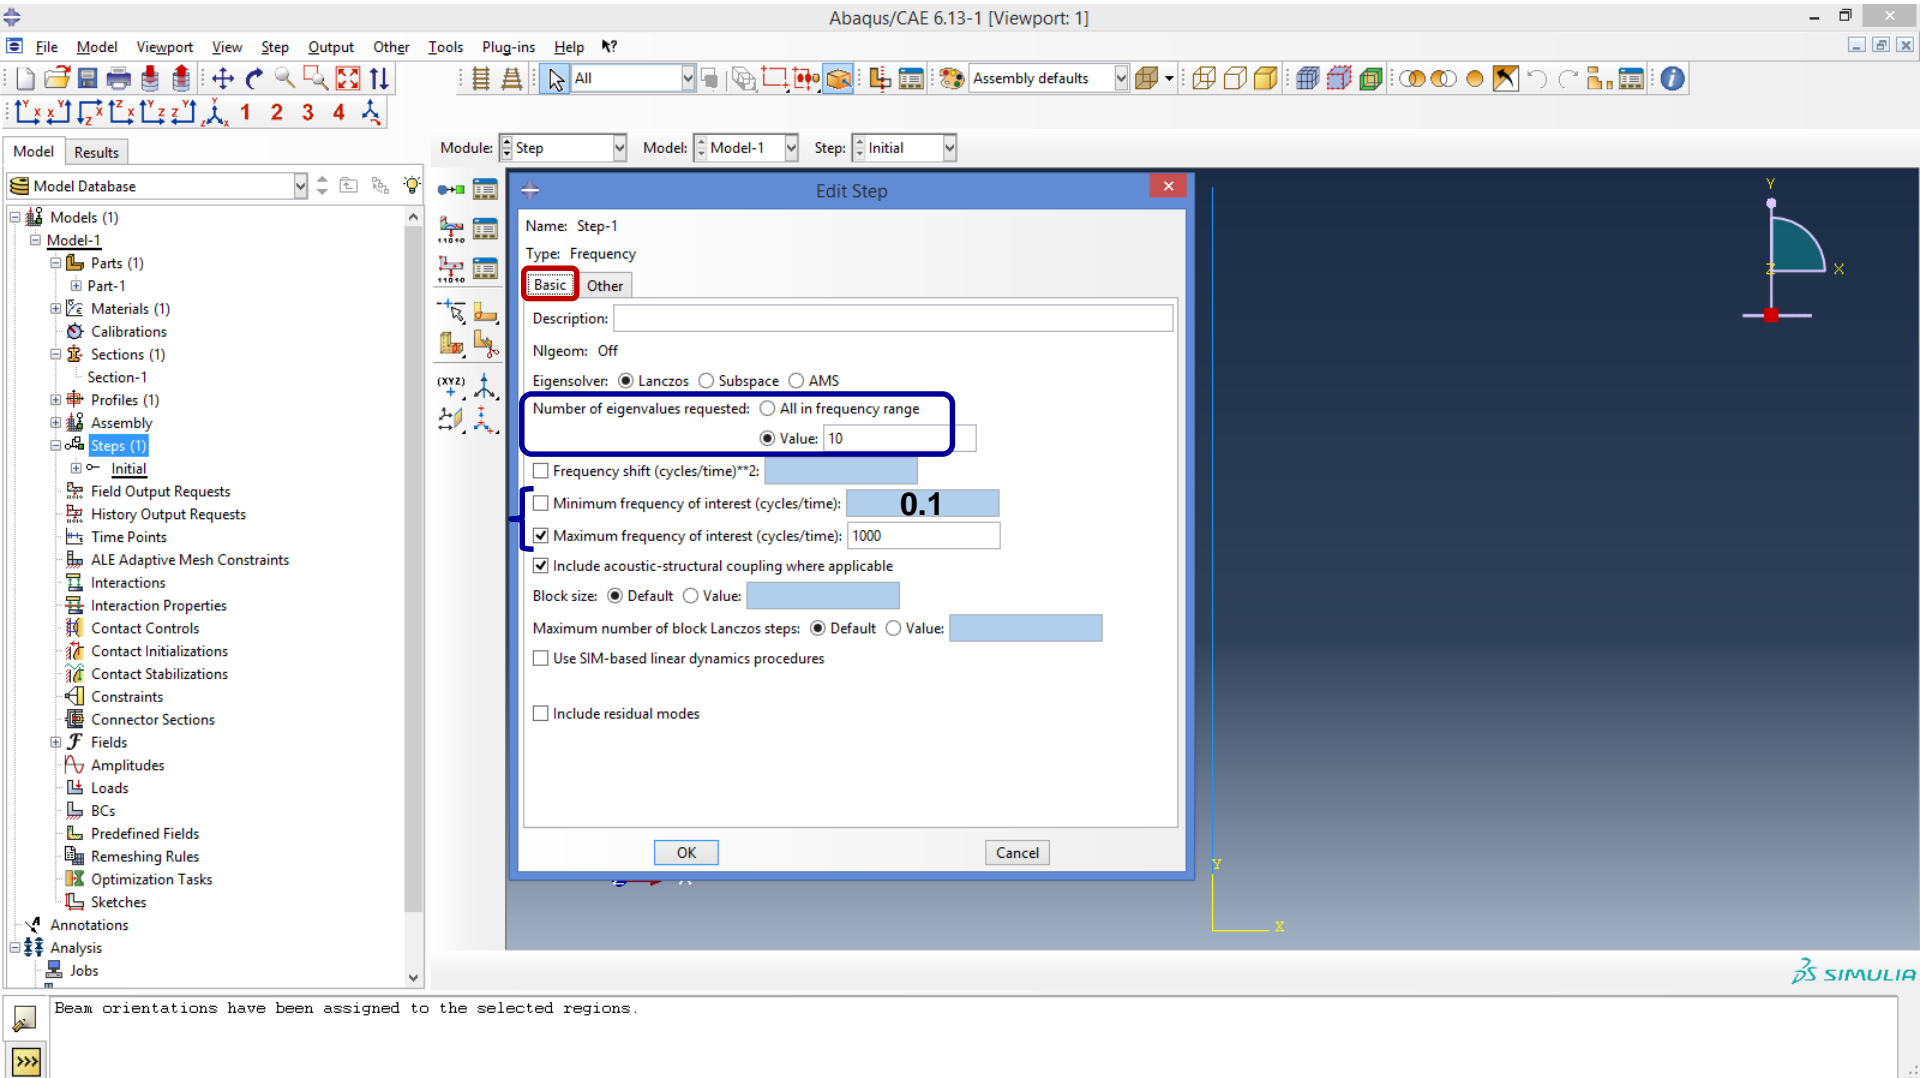 Abaqus/CAE 6.13-1 [Viewport: 1]
File Model Viewport View Step Output Other Tools Plug-ins Help
All
Assembly defaults
1 2 3 4
Model Results
Module: Step Model: Model-1 Step: Initial
Model Database
Models (1)
Model-1
Parts (1)
Part-1
Materials (1)
Calibrations
Sections (1)
Section-1
Profiles (1)
Assembly
Steps (1)
Initial
Field Output Requests
History Output Requests
Time Points
ALE Adaptive Mesh Constraints
Interactions
Interaction Properties
Contact Controls
Contact Initializations
Contact Stabilizations
Constraints
Connector Sections
Fields
Amplitudes
Loads
BCs
Predefined Fields
Remeshing Rules
Optimization Tasks
Sketches
Annotations
Analysis
Jobs
(XYZ)
Edit Step
Name: Step-1
Type: Frequency
Basic Other
Description:
Nlgeom: Off
Eigensolver: Lanczos Subspace AMS
Number of eigenvalues requested: All in frequency range
Value: 10
Frequency shift (cycles/time)**2:
Minimum frequency of interest (cycles/time): 0.1
Maximum frequency of interest (cycles/time): 1000
Include acoustic-structural coupling where applicable
Block size: Default Value:
Maximum number of block Lanczos steps: Default Value:
Use SIM-based linear dynamics procedures
Include residual modes
OK Cancel
Y
Z X
Y
X
SIMULIA
Beam orientations have been assigned to the selected regions.
>>>